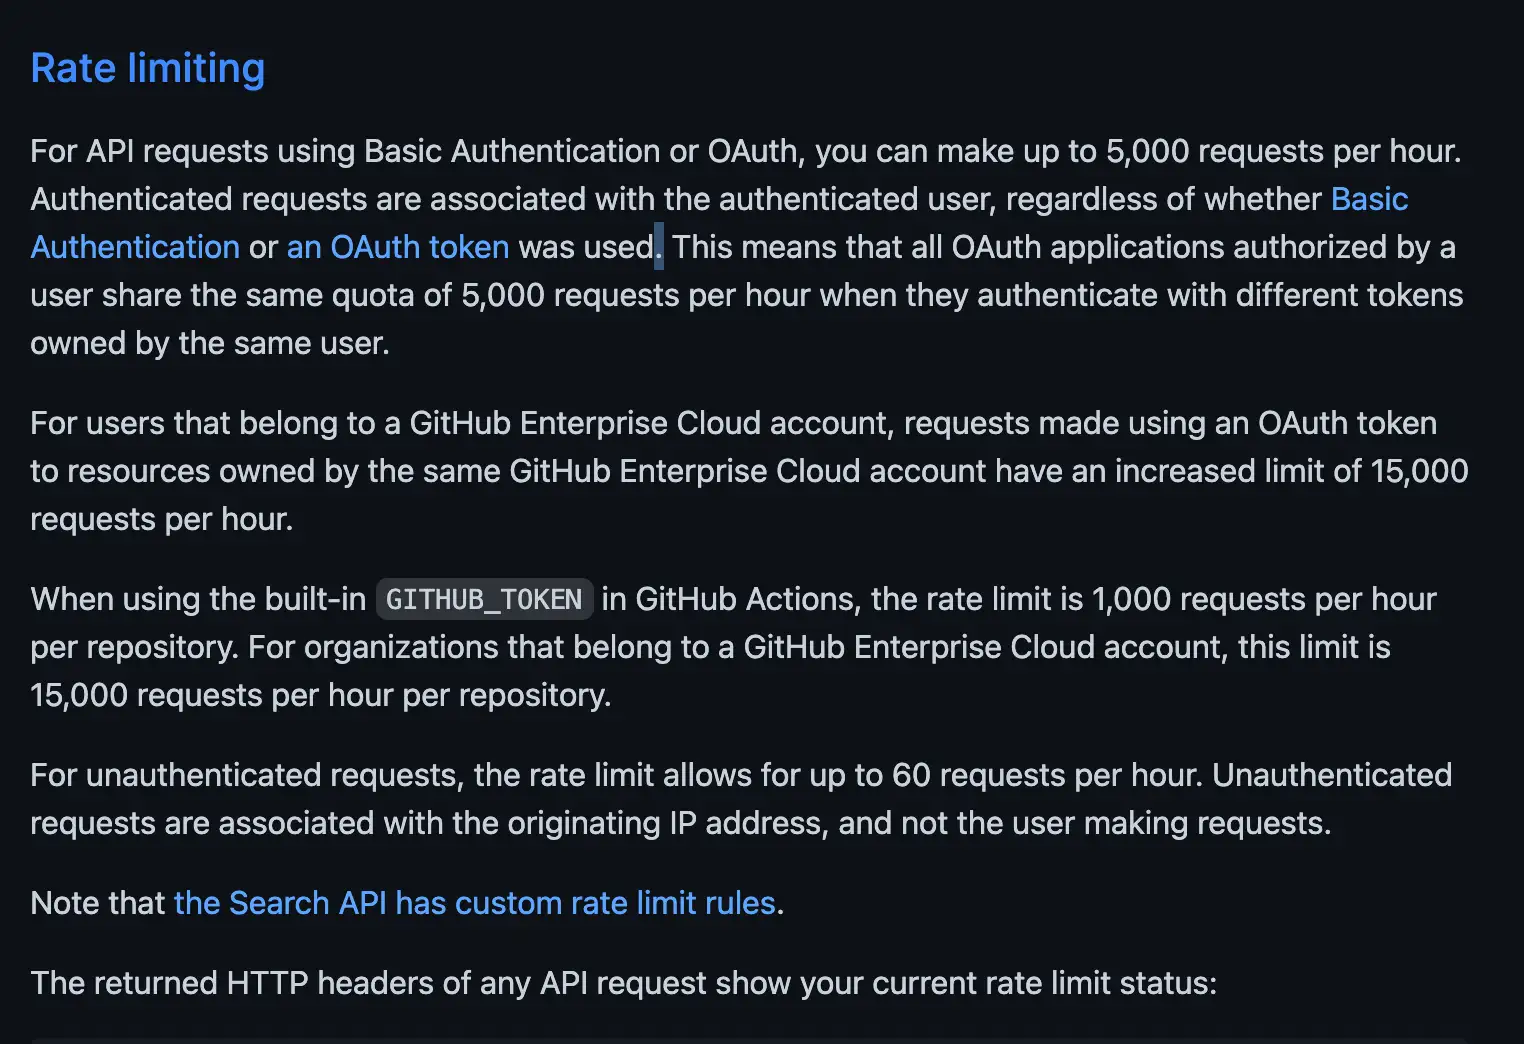 Rate limiting
For API requests using Basic Authentication or OAuth, you can make up to 5,000 requests per hour.
Authenticated requests are associated with the authenticated user, regardless of whether Basic
Authentication or an OAuth token was used. This means that all OAuth applications authorized by a
user share the same quota of 5,000 requests per hour when they authenticate with different tokens
owned by the same user.
For users that belong to a GitHub Enterprise Cloud account, requests made using an OAuth token
to resources owned by the same GitHub Enterprise Cloud account have an increased limit of 15,000
requests per hour.
When using the built-in GITHUB_TOKEN in GitHub Actions, the rate limit is 1,000 requests per hour
per repository. For organizations that belong to a GitHub Enterprise Cloud account, this limit is
15,000 requests per hour per repository.
For unauthenticated requests, the rate limit allows for up to 60 requests per hour. Unauthenticated
requests are associated with the originating IP address, and not the user making requests.
Note that the Search API has custom rate limit rules.
The returned HTTP headers of any API request show your current rate limit status: